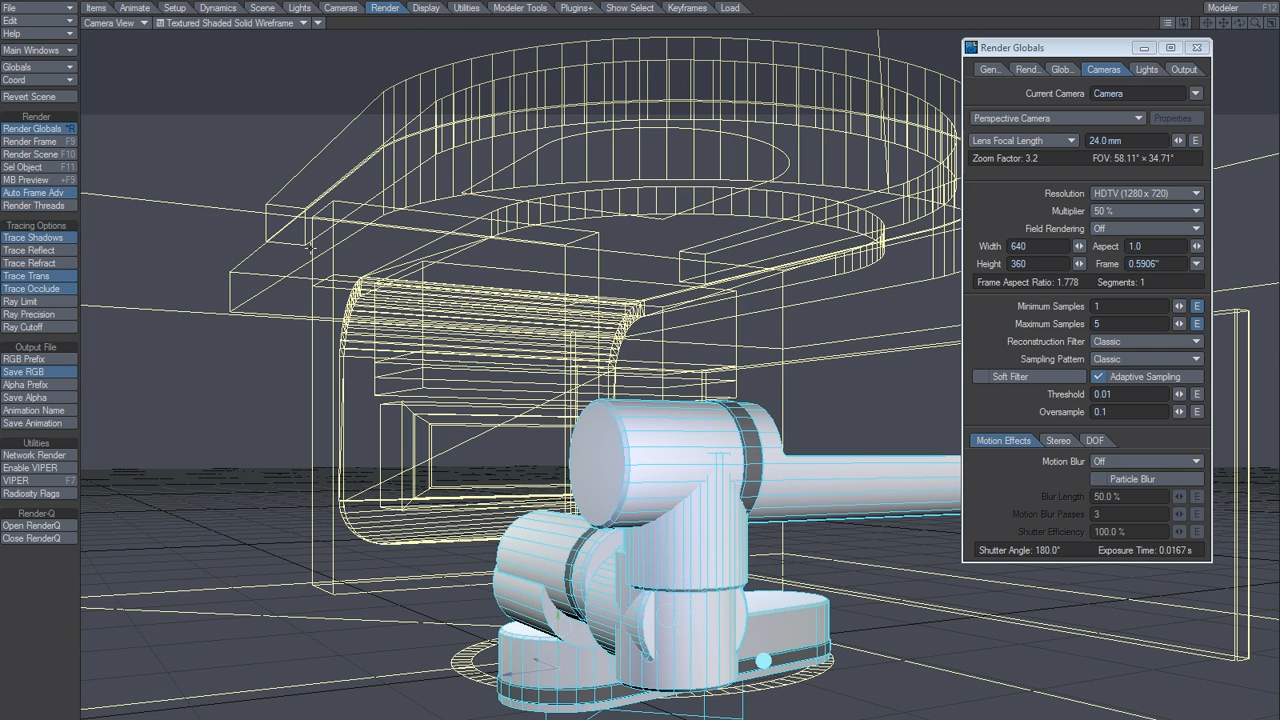 File
Edit
Help
Main Windows
Globals
Coord
Revert Scene
Render
Render Globals ^R
Render Frame F9
Render Scene F10
Sel Object F11
MB Preview +F9
Auto Frame Adv
Render Threads
Tracing Options
Trace Shadows
Trace Reflect
Trace Refract
Trace Trans
Trace Occlude
Ray Limit
Ray Precision
Ray Cutoff
Output File
RGB Prefix
Save RGB
Alpha Prefix
Save Alpha
Animation Name
Save Animation
Utilities
Network Render
Enable VIPER
VIPER F7
Radiosity Flags
Render-Q
Open RenderQ
Close RenderQ
Items Animate Setup Dynamics Scene Lights Cameras Render Display Utilities Modeler Tools Plugins+ Show Select Keyframes Load Modeler F12
Camera View Textured Shaded Solid Wireframe
Render Globals
Gen... Rend... Glob... Cameras Lights Output
Current Camera Camera
Perspective Camera Properties
Lens Focal Length 24.0 mm E
Zoom Factor: 3.2 FOV: 58.11° × 34.71°
Resolution HDTV (1280 x 720)
Multiplier 50 %
Field Rendering Off
Width 640 Aspect 1.0
Height 360 Frame 0.5906"
Frame Aspect Ratio: 1.778 Segments: 1
Minimum Samples 1 E
Maximum Samples 5 E
Reconstruction Filter Classic
Sampling Pattern Classic
Soft Filter Adaptive Sampling
Threshold 0.01 E
Oversample 0.1 E
Motion Effects Stereo DOF
Motion Blur Off
Particle Blur
Blur Length 50.0 % E
Motion Blur Passes 3
Shutter Efficiency 100.0 % E
Shutter Angle: 180.0° Exposure Time: 0.0167 s